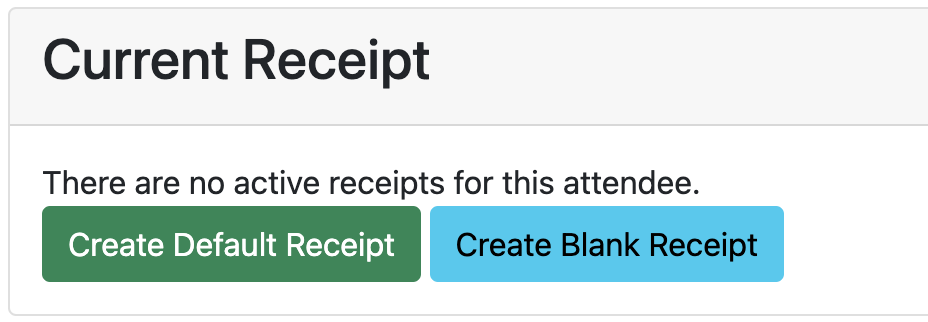 Current Receipt
There are no active receipts for this attendee.
Create Default Receipt Create Blank Receipt